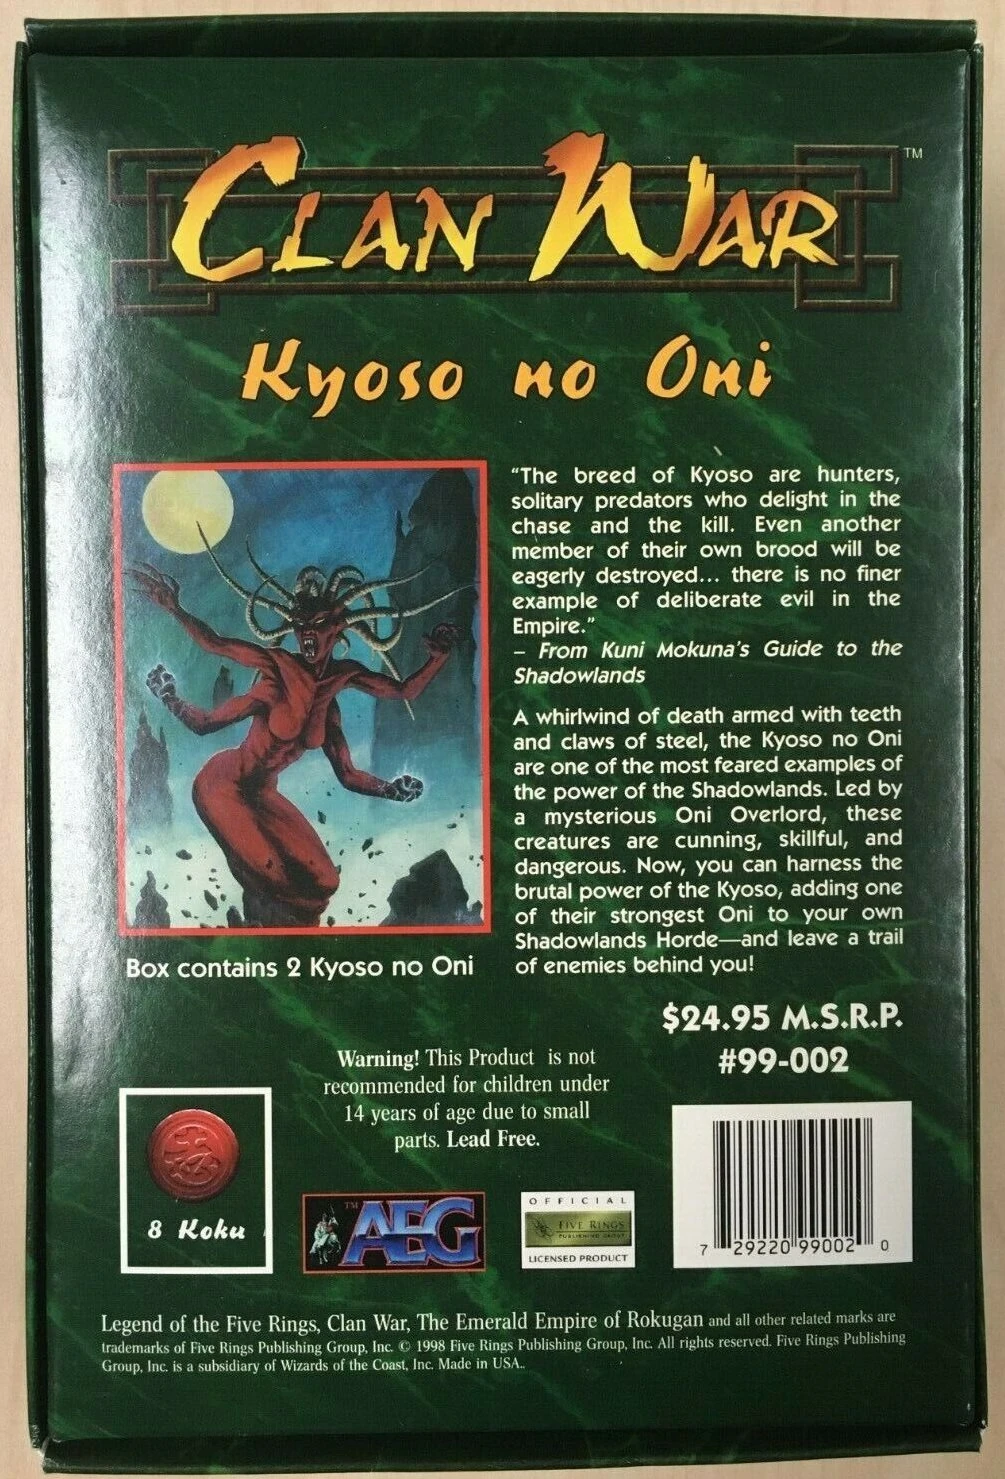 CLAN WAR™
Kyoso no Oni
“The breed of Kyoso are hunters,
solitary predators who delight in the
chase and the kill. Even another
member of their own brood will be
eagerly destroyed... there is no finer
example of deliberate evil in the
Empire.”
– From Kuni Mokuna's Guide to the
Shadowlands
A whirlwind of death armed with teeth
and claws of steel, the Kyoso no Oni
are one of the most feared examples of
the power of the Shadowlands. Led by
a mysterious Oni Overlord, these
creatures are cunning, skillful, and
dangerous. Now, you can harness the
brutal power of the Kyoso, adding one
of their strongest Oni to your own
Shadowlands Horde—and leave a trail
of enemies behind you!
Box contains 2 Kyoso no Oni
$24.95 M.S.R.P.
#99-002
Warning! This Product is not
recommended for children under
14 years of age due to small
parts. Lead Free.
8 Koku
™AEG
OFFICIAL
FIVE RINGS
PUBLISHING GROUP
LICENSED PRODUCT
7 29220 99002 0
Legend of the Five Rings, Clan War, The Emerald Empire of Rokugan and all other related marks are
trademarks of Five Rings Publishing Group, Inc. © 1998 Five Rings Publishing Group, Inc. All rights reserved. Five Rings Publishing
Group, Inc. is a subsidiary of Wizards of the Coast, Inc. Made in USA..